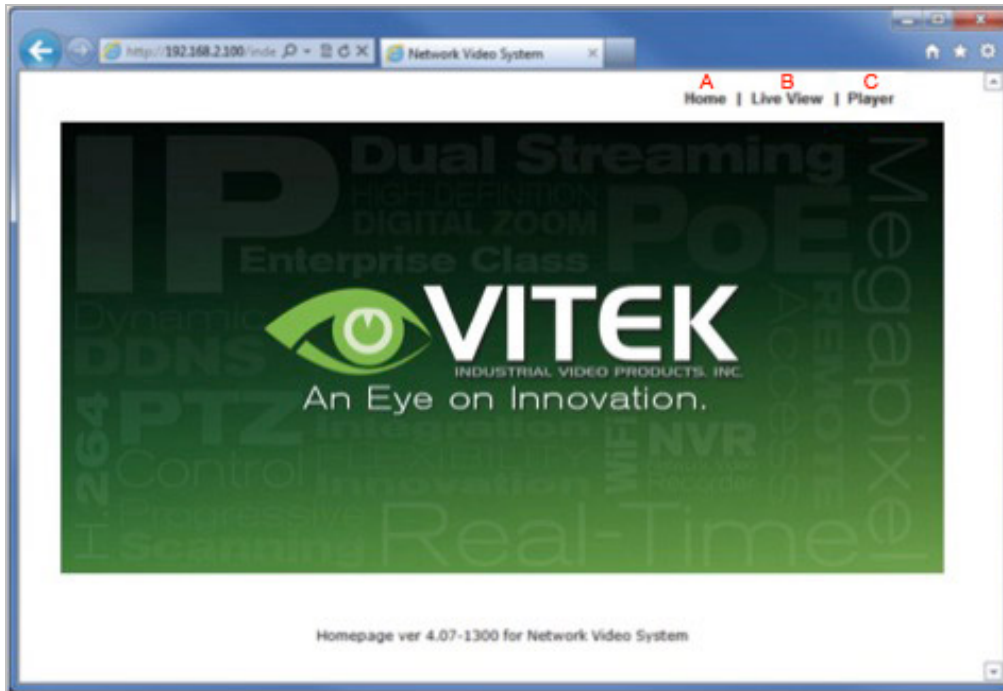 http://192.168.2.100/inde
Network Video System
A B C
Home | Live View | Player
IP
Dual Streaming
HIGH DEFINITION
DIGITAL ZOOM
Enterprise Class
PoE
Megapixel
Dynamic
DDNS
Access
REMOTE
VITEK
INDUSTRIAL VIDEO PRODUCTS, INC.
An Eye on Innovation.
H.264
PTZ
Control
Integration
FLEXIBILITY
Innovation
WiFi
NVR
Network Video
Recorder
Progressive
Scanning
Real-Time
Homepage ver 4.07-1300 for Network Video System